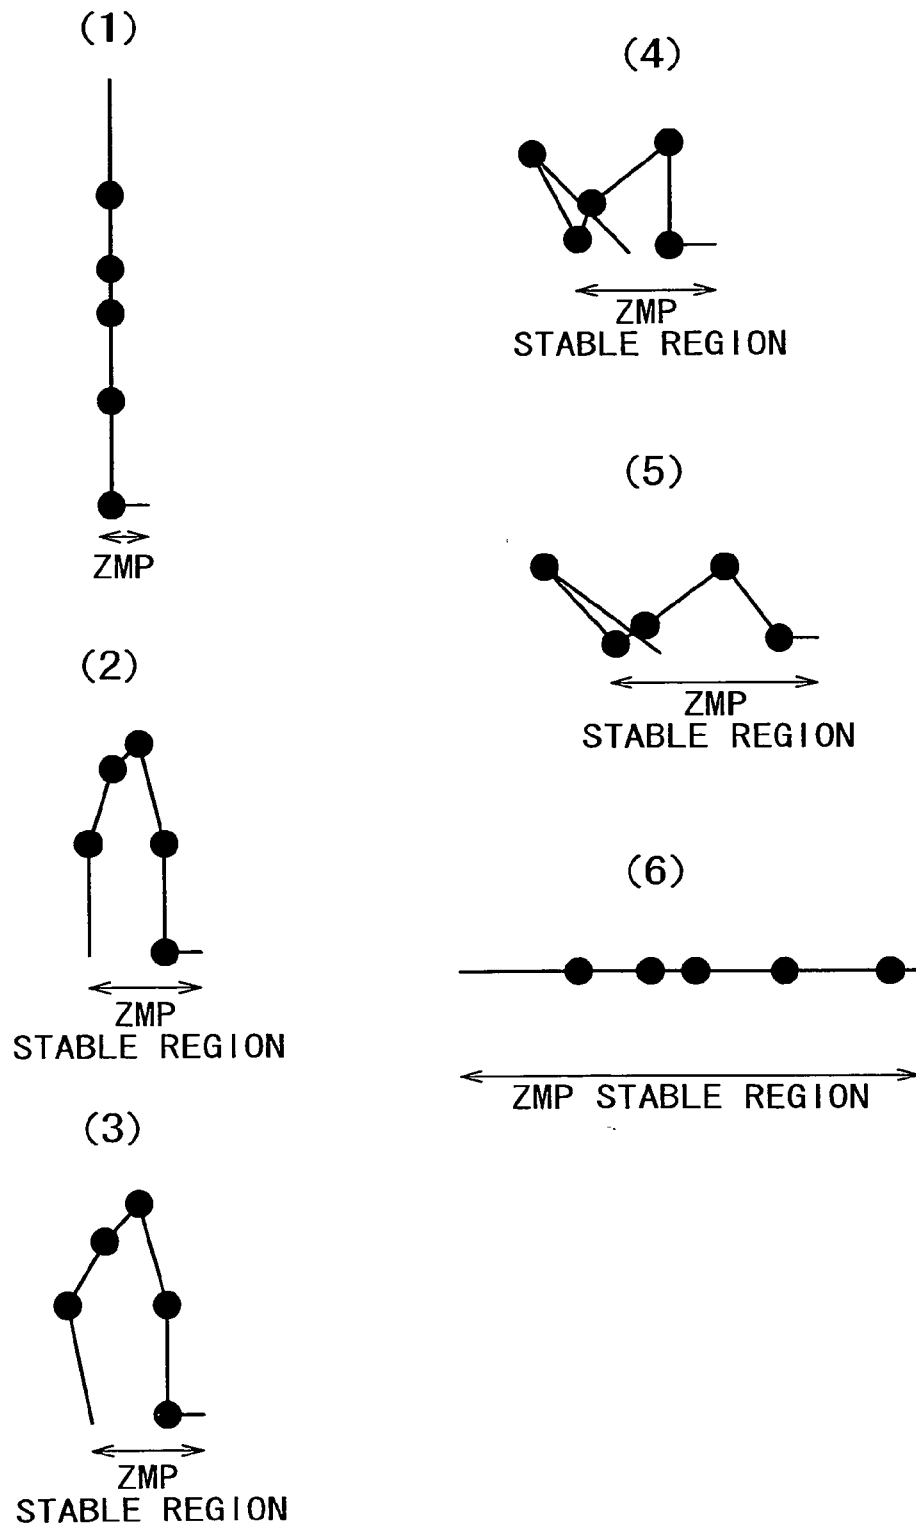 (1)
ZMP
(2)
ZMP
STABLE REGION
(3)
ZMP
STABLE REGION
(4)
ZMP
STABLE REGION
(5)
ZMP
STABLE REGION
(6)
ZMP STABLE REGION